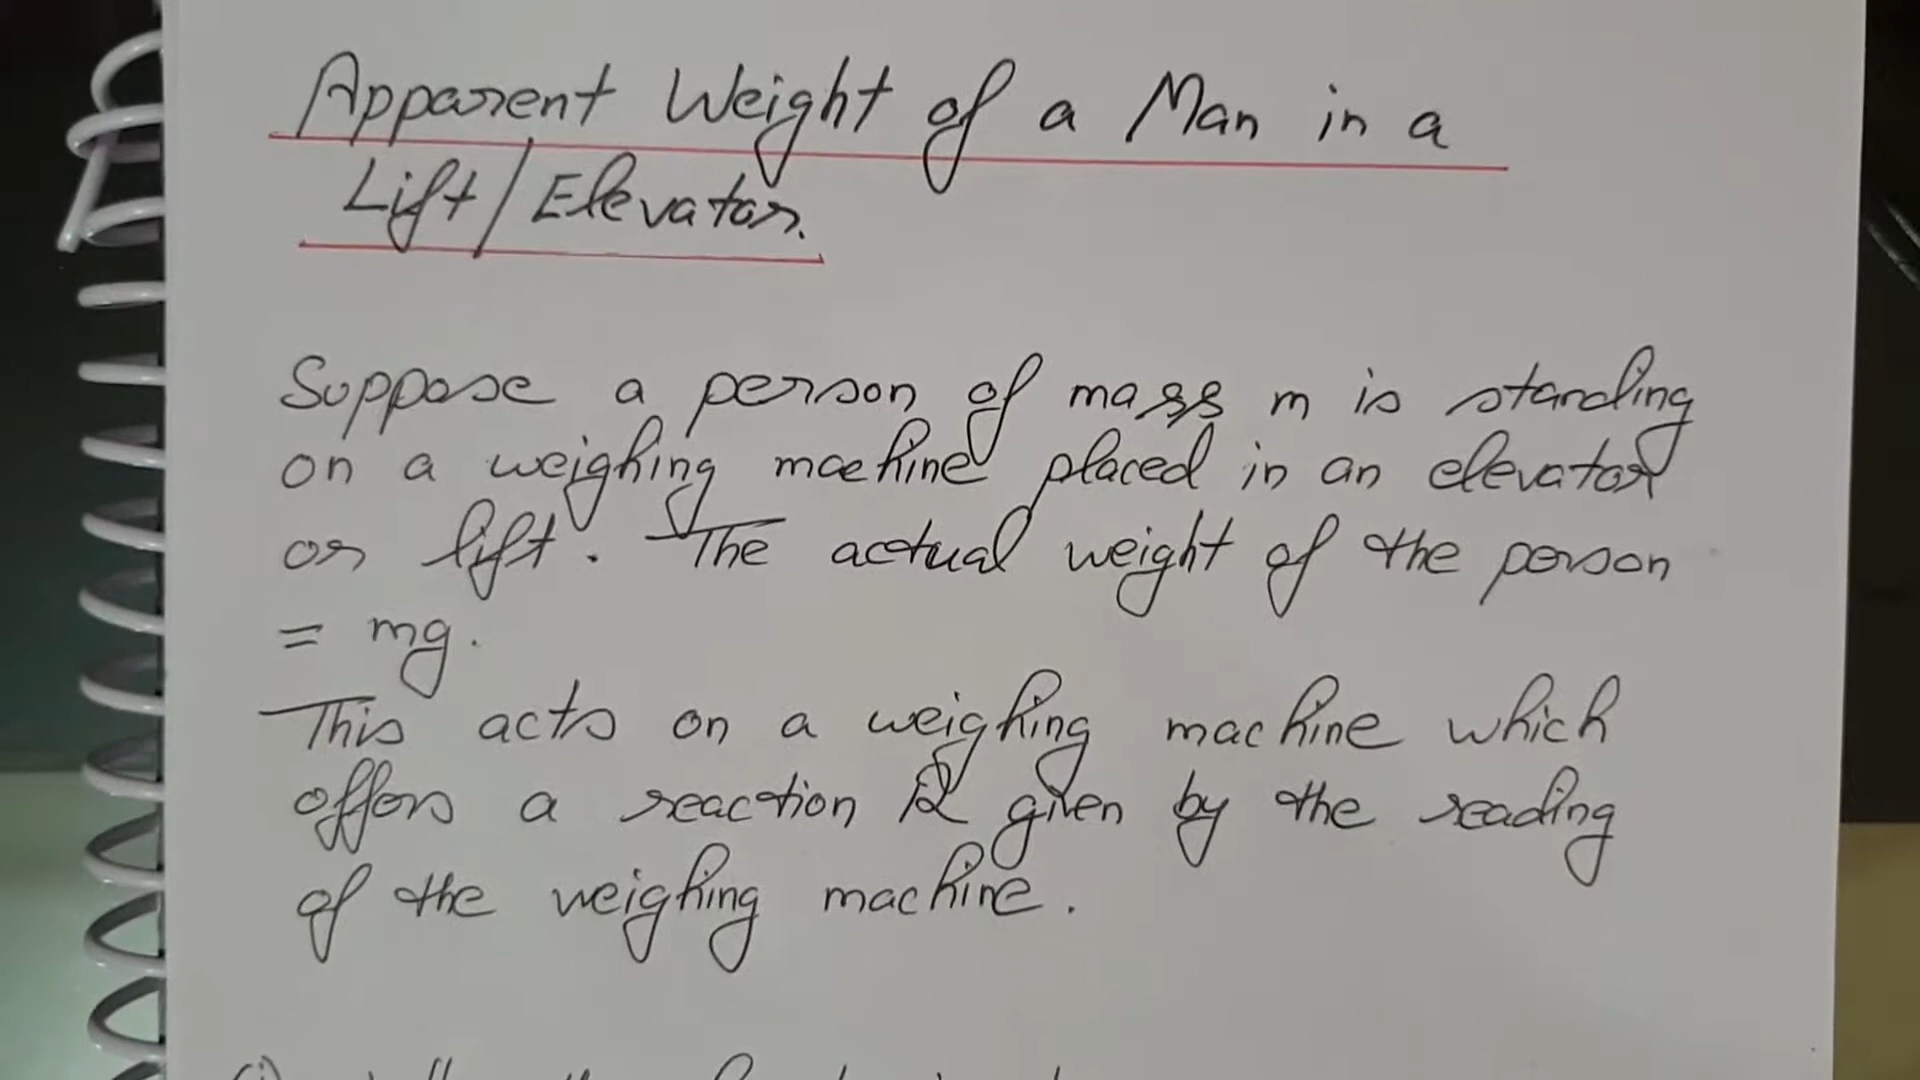 Apparent Weight of a Man in a
Lift/Elevator.
Suppose a person of mass m is standing
on a weighing machine placed in an elevator
or lift. The actual weight of the person
= mg.
This acts on a weighing machine which
offers a reaction R given by the reading
of the weighing machine.